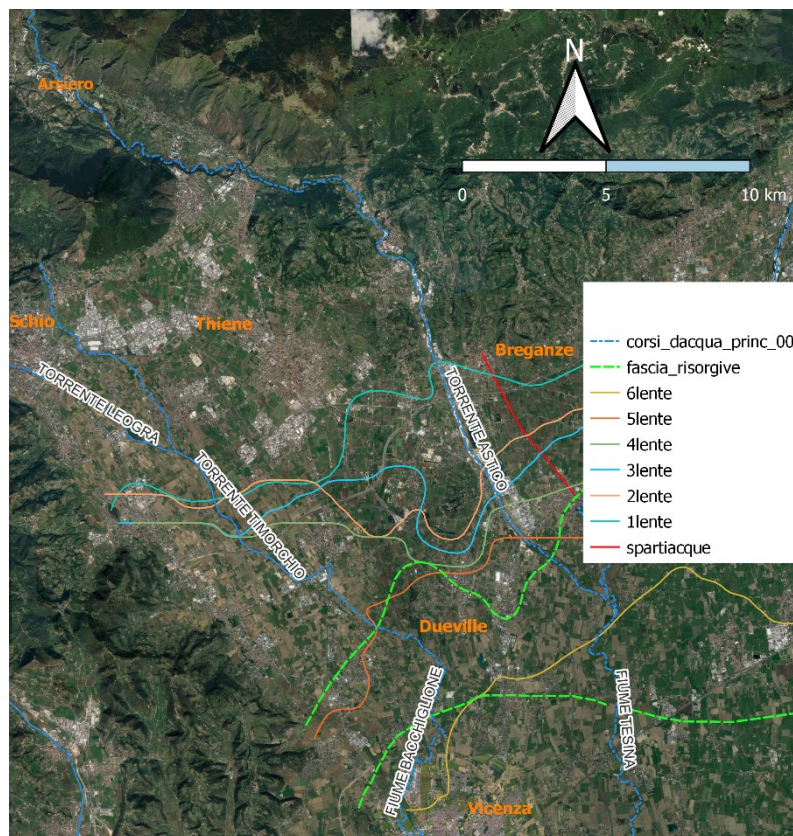 Arsiero
N
0
5
10 km
Schio
Thiene
Breganze
TORRENTE LEOGRA
TORRENTE TIMORCHIO
TORRENTE ASTICO
corsi_dacqua_princ_00
fascia_risorgive
6lente
5lente
4lente
3lente
2lente
1lente
spartiacque
Dueville
FIUME BACCHIGLIONE
FIUME TESINA
Vicenza